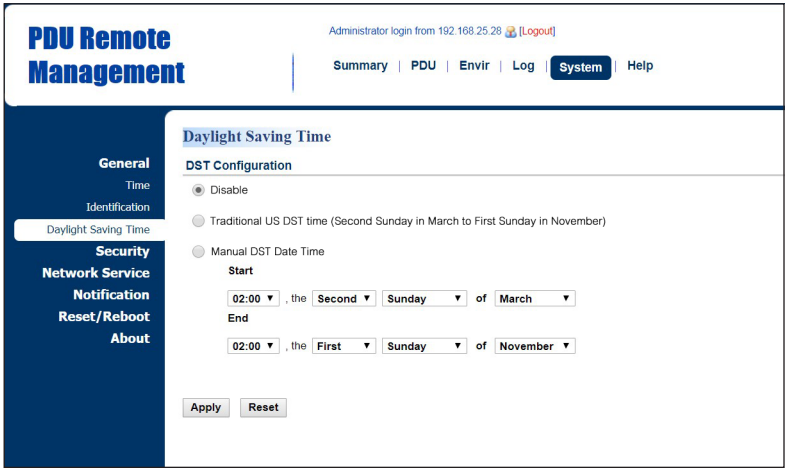 PDU Remote
Management
Administrator login from 192.168.25.28 [Logout]
Summary | PDU | Envir | Log | System | Help
General
Time
Identification
Daylight Saving Time
Security
Network Service
Notification
Reset/Reboot
About
Daylight Saving Time
DST Configuration
Disable
Traditional US DST time (Second Sunday in March to First Sunday in November)
Manual DST Date Time
Start
02:00 ▼ , the Second ▼ Sunday ▼ of March ▼
End
02:00 ▼ , the First ▼ Sunday ▼ of November ▼
Apply Reset